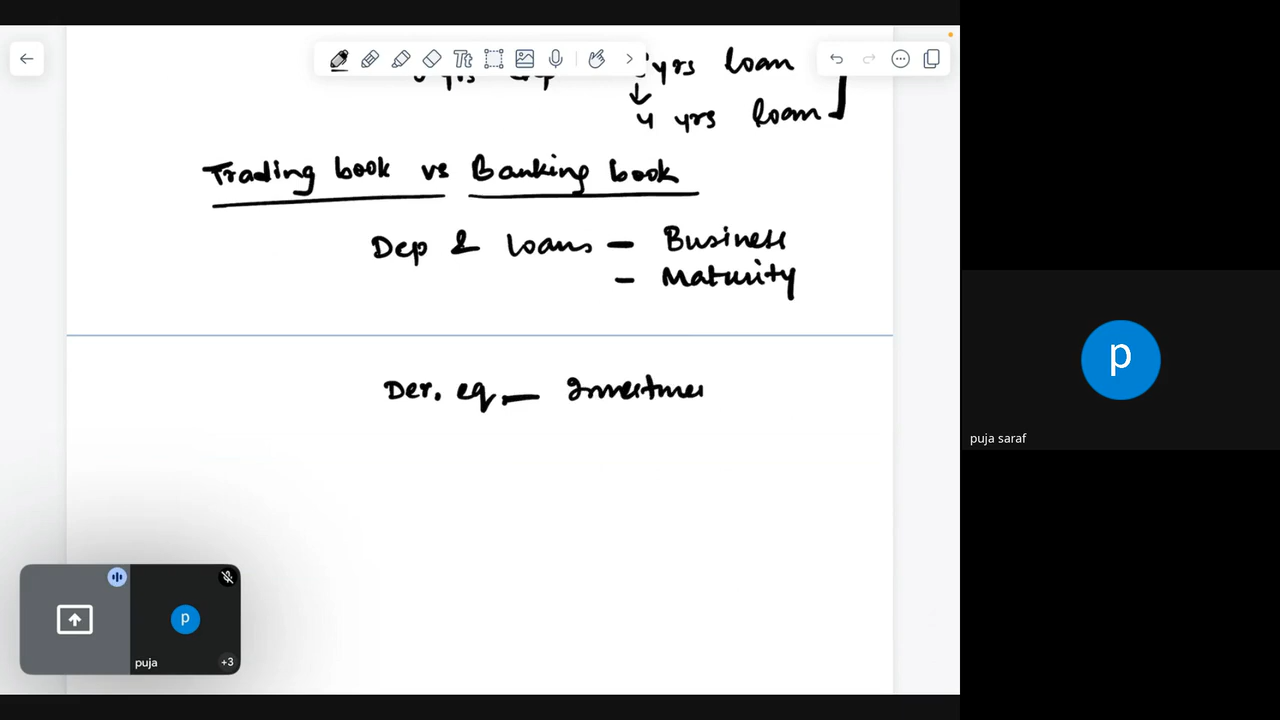 yrs loan
4 yrs loan
Trading book vs Banking book
Dep & loans - Business
- Maturity
Der. eq. - Investmen
Tt
p
puja saraf
p
puja
+3